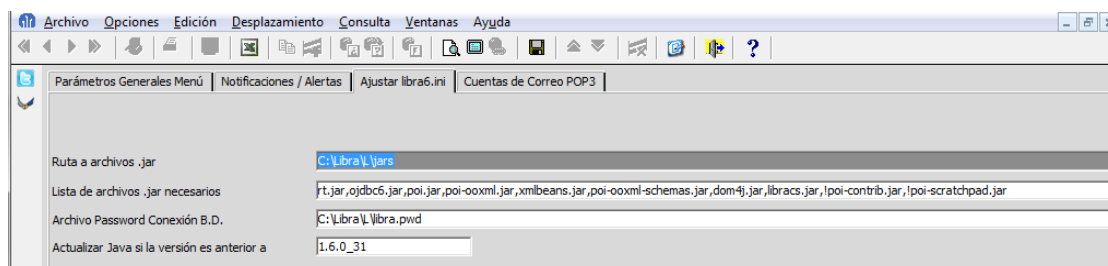 Archivo Opciones Edición Desplazamiento Consulta Ventanas Ayuda
Parámetros Generales Menú Notificaciones / Alertas Ajustar libra6.ini Cuentas de Correo POP3
Ruta a archivos .jar C:\Libra\L\jars
Lista de archivos .jar necesarios rt.jar,ojdbc6.jar,poi.jar,poi-ooxml.jar,xmlbeans.jar,poi-ooxml-schemas.jar,dom4j.jar,libracs.jar,!poi-contrib.jar,!poi-scratchpad.jar
Archivo Password Conexión B.D. C:\Libra\L\libra.pwd
Actualizar Java si la versión es anterior a 1.6.0_31